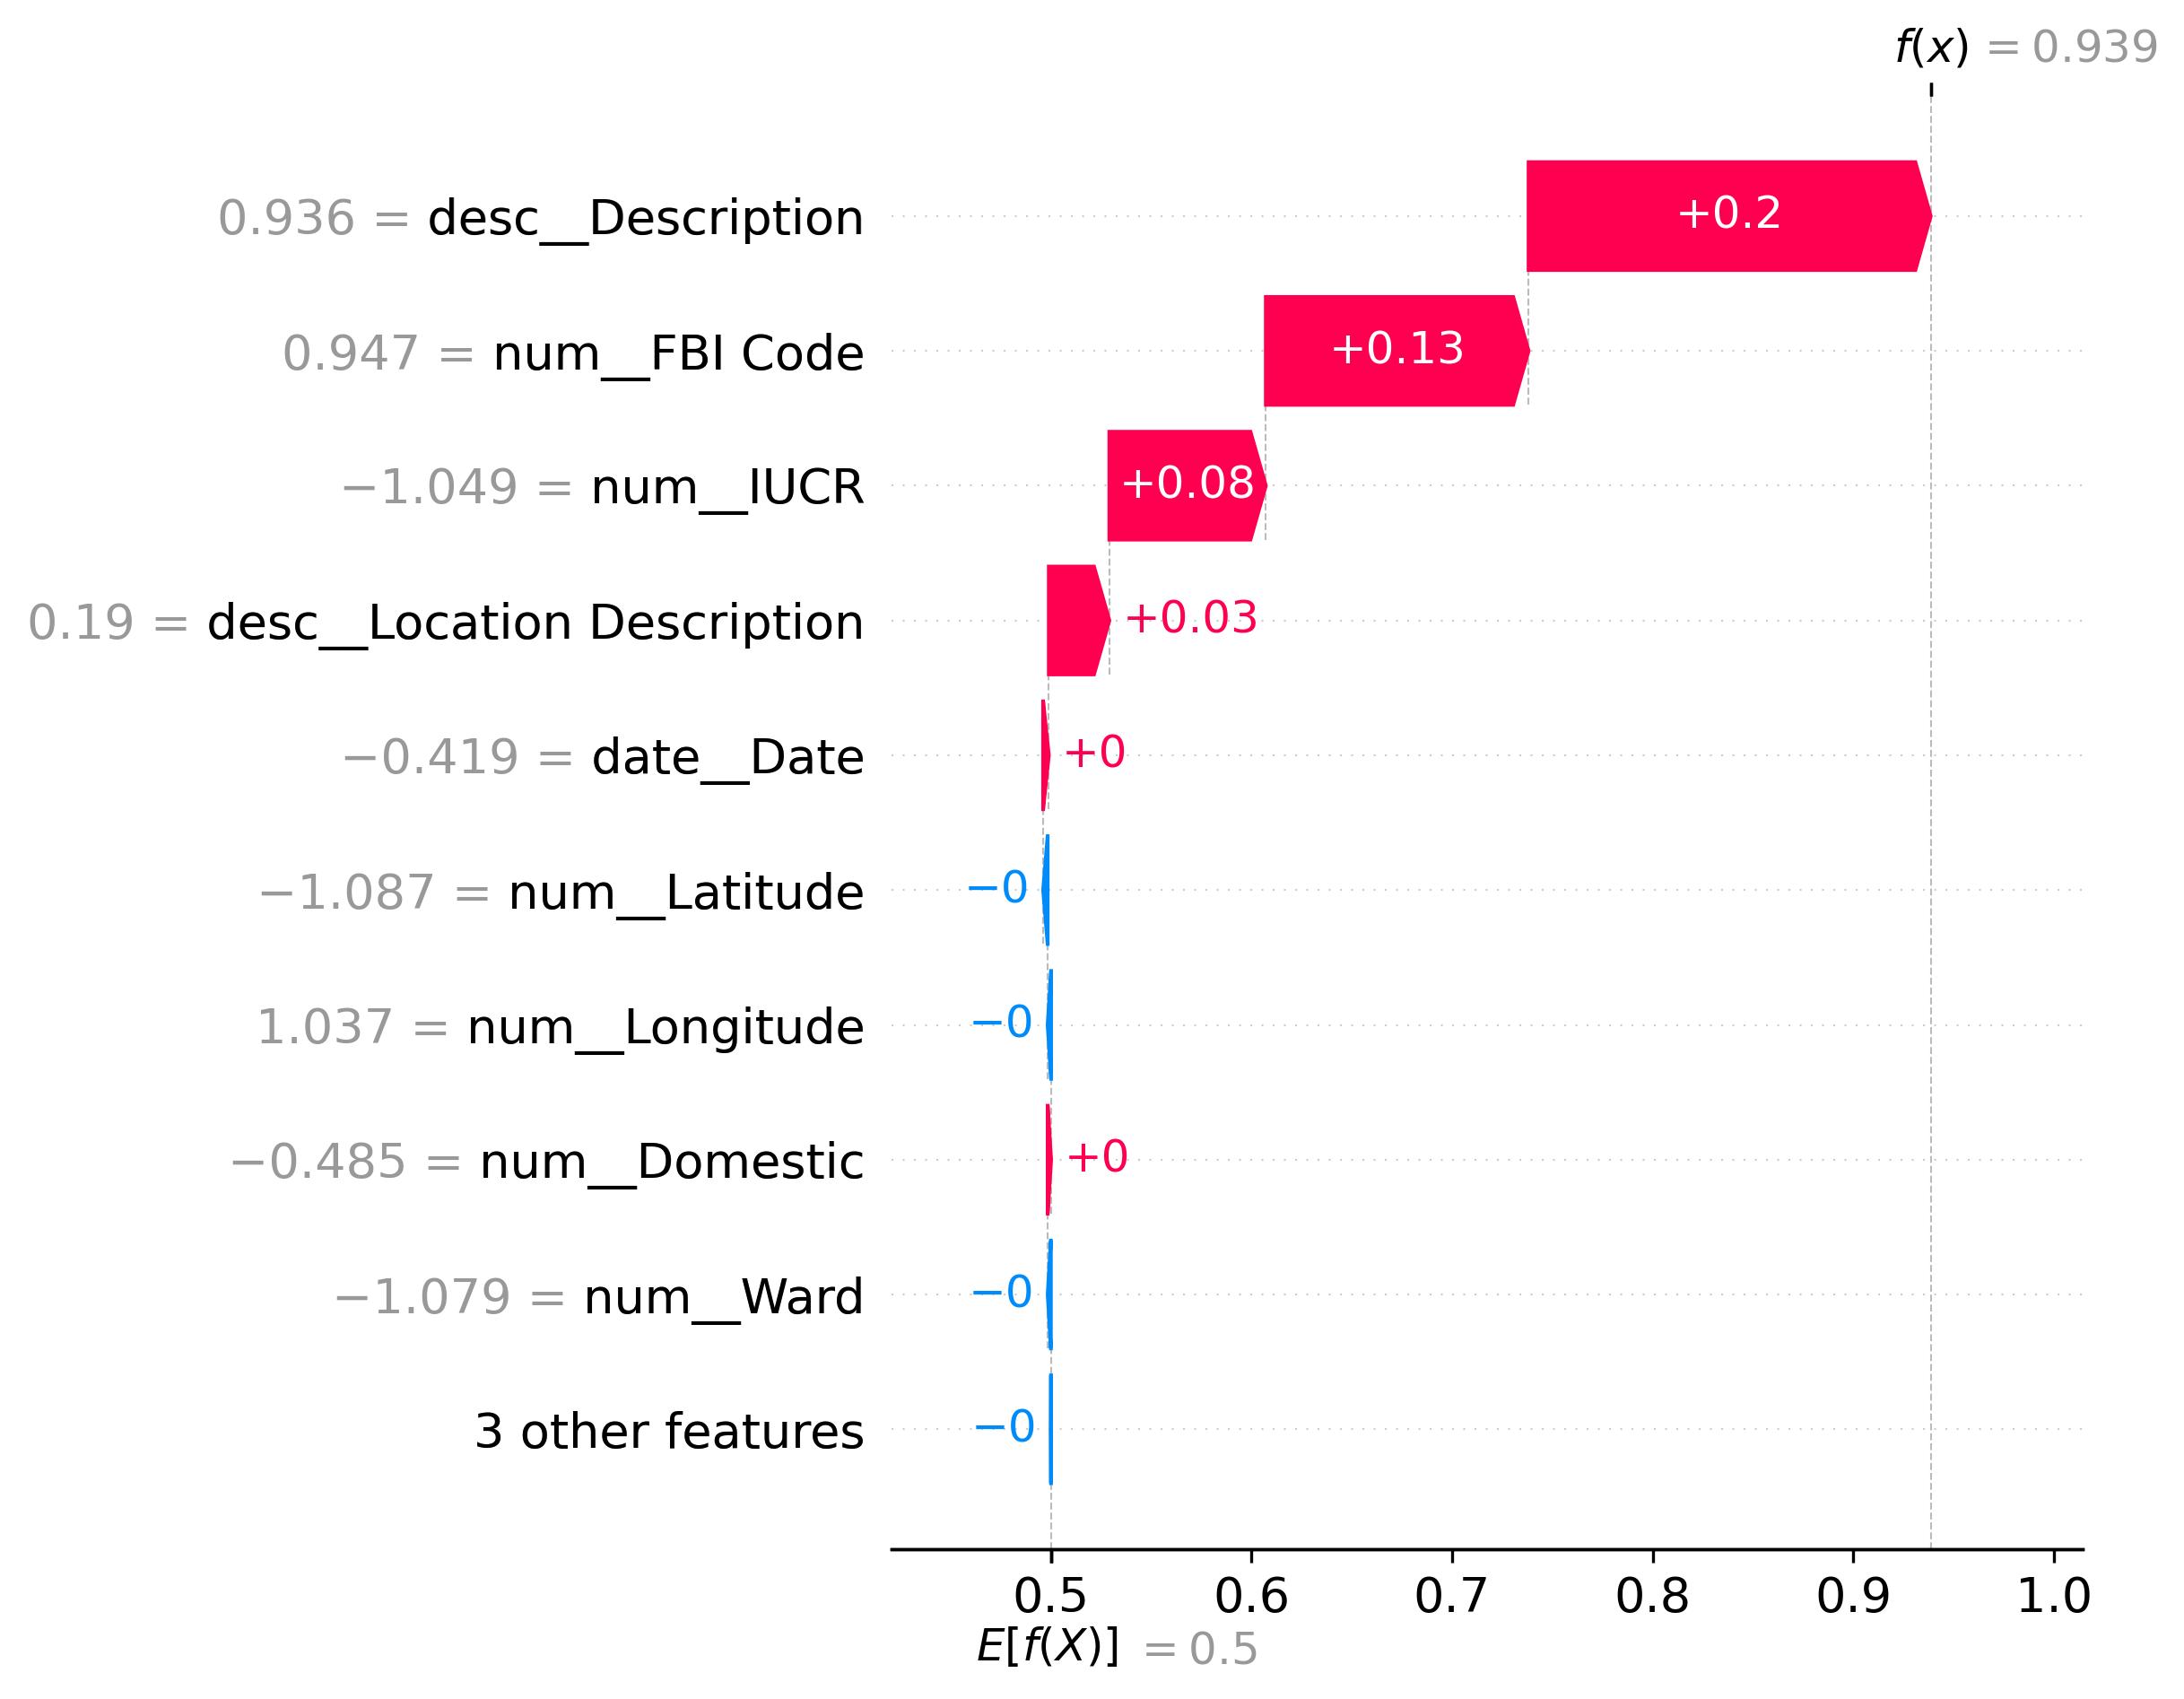 f(x) = 0.939
0.936 = desc__Description
+0.2
0.947 = num__FBI Code
+0.13
−1.049 = num__IUCR
+0.08
0.19 = desc__Location Description
+0.03
−0.419 = date__Date
+0
−1.087 = num__Latitude
−0
1.037 = num__Longitude
−0
−0.485 = num__Domestic
+0
−1.079 = num__Ward
−0
3 other features
−0
0.5 0.6 0.7 0.8 0.9 1.0
E[f(X)] = 0.5